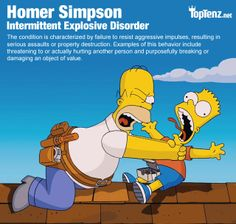 Homer Simpson
TopTenz.net
Intermittent Explosive Disorder
The condition is characterized by failure to resist aggressive impulses, resulting in
serious assaults or property destruction. Examples of this behavior include
threatening to or actually hurting another person and purposefully breaking or
damaging an object of value.